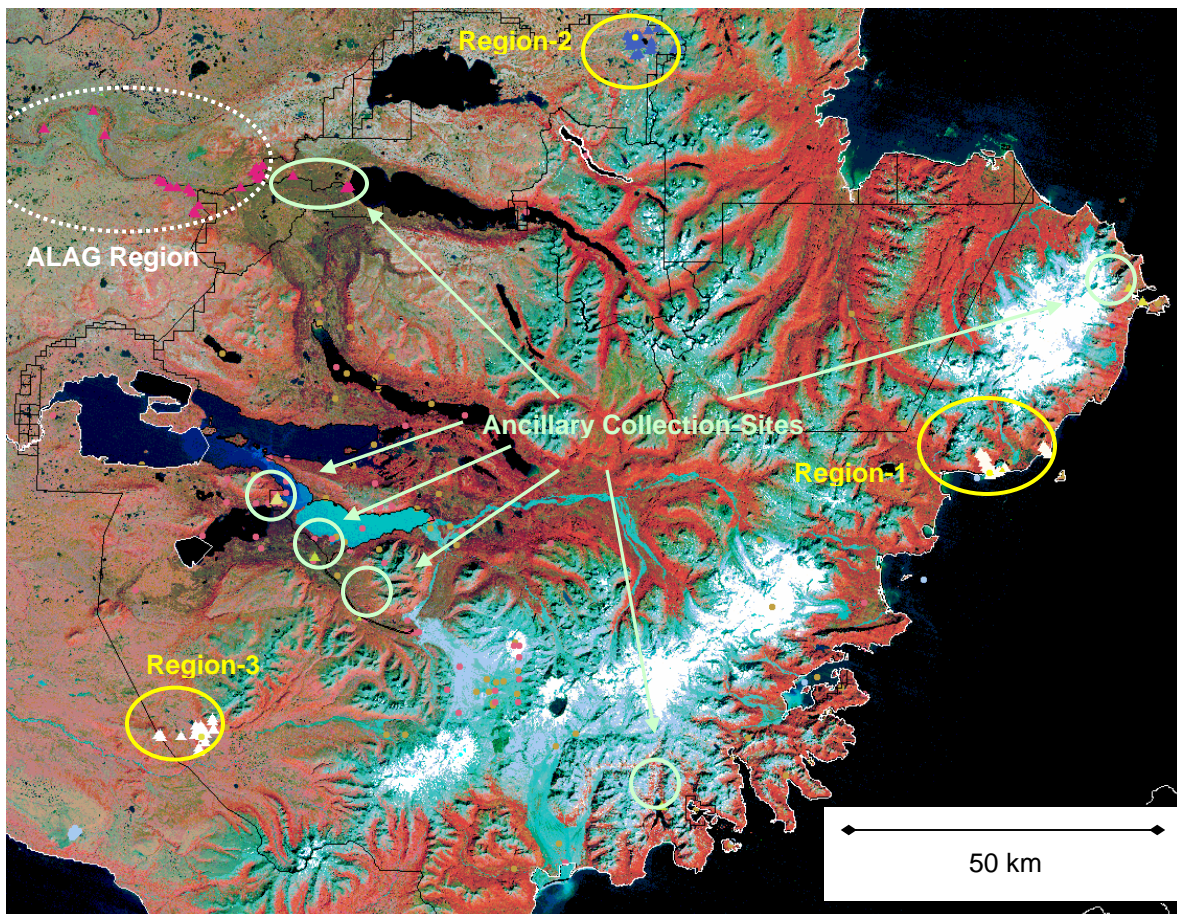 Region-2
ALAG Region
Ancillary Collection Sites
Region-1
Region-3
50 km